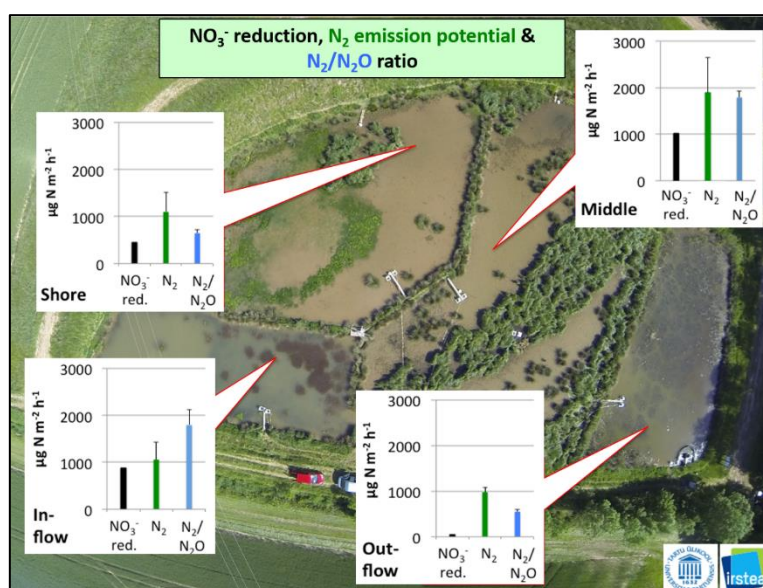 NO₃⁻ reduction, N₂ emission potential &
N₂/N₂O ratio
µg N m⁻² h⁻¹
3000
2000
1000
0
NO₃⁻
red.
N₂
N₂/
N₂O
Shore
µg N m⁻² h⁻¹
3000
2000
1000
0
NO₃⁻
red.
N₂
N₂/
N₂O
Middle
µg N m⁻² h⁻¹
3000
2000
1000
0
NO₃⁻
red.
N₂
N₂/
N₂O
In-
flow
µg N m⁻² h⁻¹
3000
2000
1000
0
NO₃⁻
red.
N₂
N₂/
N₂O
Out-
flow
TARTU ÜLIKOOL
1632
irstea